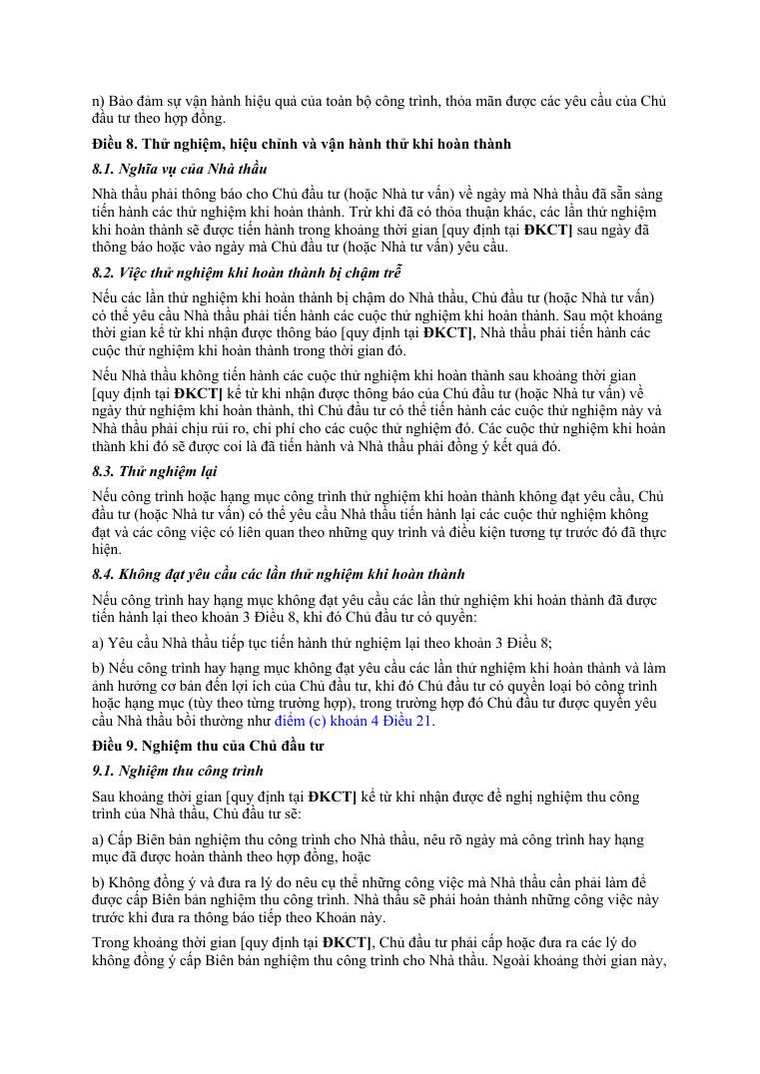 n) Bảo đảm sự vận hành hiệu quả của toàn bộ công trình, thỏa mãn được các yêu cầu của Chủ
đầu tư theo hợp đồng.
Điều 8. Thử nghiệm, hiệu chỉnh và vận hành thử khi hoàn thành
8.1. Nghĩa vụ của Nhà thầu
Nhà thầu phải thông báo cho Chủ đầu tư (hoặc Nhà tư vấn) về ngày mà Nhà thầu đã sẵn sàng
tiến hành các thử nghiệm khi hoàn thành. Trừ khi đã có thỏa thuận khác, các lần thử nghiệm
khi hoàn thành sẽ được tiến hành trong khoảng thời gian [quy định tại ĐKCT] sau ngày đã
thông báo hoặc vào ngày mà Chủ đầu tư (hoặc Nhà tư vấn) yêu cầu.
8.2. Việc thử nghiệm khi hoàn thành bị chậm trễ
Nếu các lần thử nghiệm khi hoàn thành bị chậm do Nhà thầu, Chủ đầu tư (hoặc Nhà tư vấn)
có thể yêu cầu Nhà thầu phải tiến hành các cuộc thử nghiệm khi hoàn thành. Sau một khoảng
thời gian kể từ khi nhận được thông báo [quy định tại ĐKCT], Nhà thầu phải tiến hành các
cuộc thử nghiệm khi hoàn thành trong thời gian đó.
Nếu Nhà thầu không tiến hành các cuộc thử nghiệm khi hoàn thành sau khoảng thời gian
[quy định tại ĐKCT] kể từ khi nhận được thông báo của Chủ đầu tư (hoặc Nhà tư vấn) về
ngày thử nghiệm khi hoàn thành, thì Chủ đầu tư có thể tiến hành các cuộc thử nghiệm này và
Nhà thầu phải chịu rủi ro, chi phí cho các cuộc thử nghiệm đó. Các cuộc thử nghiệm khi hoàn
thành khi đó sẽ được coi là đã tiến hành và Nhà thầu phải đồng ý kết quả đó.
8.3. Thử nghiệm lại
Nếu công trình hoặc hạng mục công trình thử nghiệm khi hoàn thành không đạt yêu cầu, Chủ
đầu tư (hoặc Nhà tư vấn) có thể yêu cầu Nhà thầu tiến hành lại các cuộc thử nghiệm không
đạt và các công việc có liên quan theo những quy trình và điều kiện tương tự trước đó đã thực
hiện.
8.4. Không đạt yêu cầu các lần thử nghiệm khi hoàn thành
Nếu công trình hay hạng mục không đạt yêu cầu các lần thử nghiệm khi hoàn thành đã được
tiến hành lại theo khoản 3 Điều 8, khi đó Chủ đầu tư có quyền:
a) Yêu cầu Nhà thầu tiếp tục tiến hành thử nghiệm lại theo khoản 3 Điều 8;
b) Nếu công trình hay hạng mục không đạt yêu cầu các lần thử nghiệm khi hoàn thành và làm
ảnh hưởng cơ bản đến lợi ích của Chủ đầu tư, khi đó Chủ đầu tư có quyền loại bỏ công trình
hoặc hạng mục (tùy theo từng trường hợp), trong trường hợp đó Chủ đầu tư được quyền yêu
cầu Nhà thầu bồi thường như điểm (c) khoản 4 Điều 21.
Điều 9. Nghiệm thu của Chủ đầu tư
9.1. Nghiệm thu công trình
Sau khoảng thời gian [quy định tại ĐKCT] kể từ khi nhận được đề nghị nghiệm thu công
trình của Nhà thầu, Chủ đầu tư sẽ:
a) Cấp Biên bản nghiệm thu công trình cho Nhà thầu, nêu rõ ngày mà công trình hay hạng
mục đã được hoàn thành theo hợp đồng, hoặc
b) Không đồng ý và đưa ra lý do nêu cụ thể những công việc mà Nhà thầu cần phải làm để
được cấp Biên bản nghiệm thu công trình. Nhà thầu sẽ phải hoàn thành những công việc này
trước khi đưa ra thông báo tiếp theo Khoản này.
Trong khoảng thời gian [quy định tại ĐKCT], Chủ đầu tư phải cấp hoặc đưa ra các lý do
không đồng ý cấp Biên bản nghiệm thu công trình cho Nhà thầu. Ngoài khoảng thời gian này,